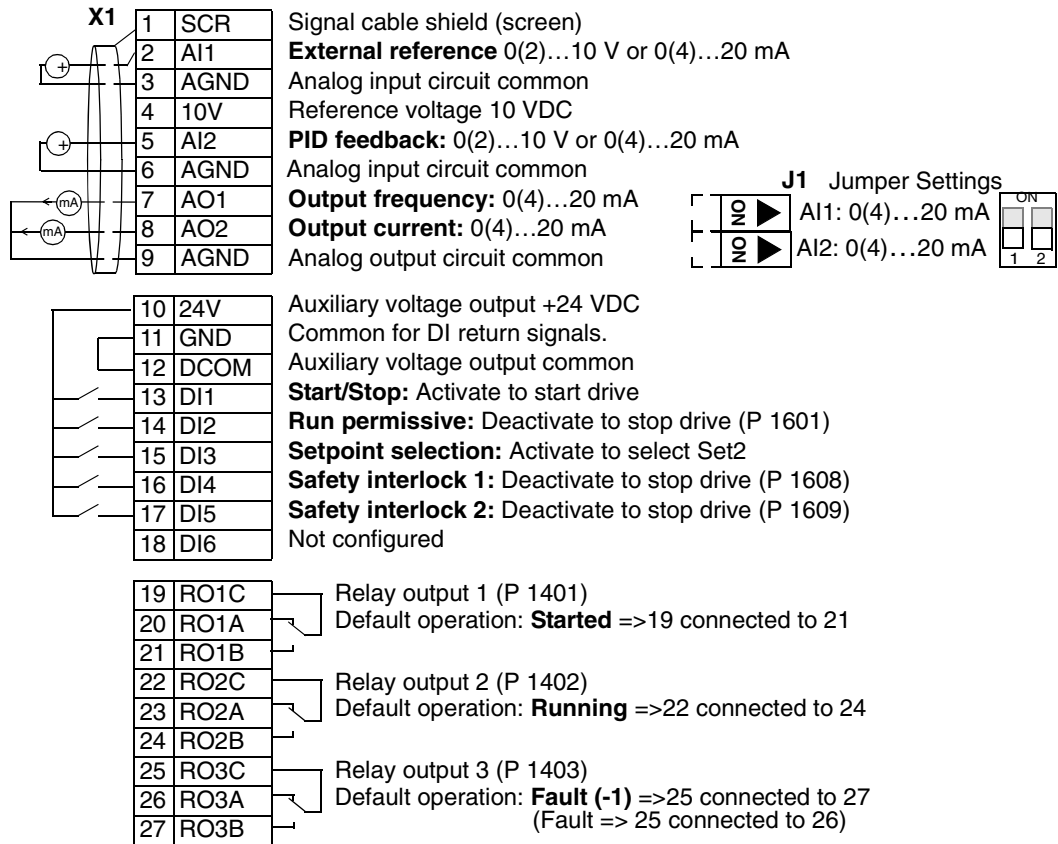 X1
1 SCR Signal cable shield (screen)
2 AI1 External reference 0(2)…10 V or 0(4)…20 mA
+
3 AGND Analog input circuit common
4 10V Reference voltage 10 VDC
5 AI2 PID feedback: 0(2)…10 V or 0(4)…20 mA
+
6 AGND Analog input circuit common
7 AO1 Output frequency: 0(4)…20 mA
mA
8 AO2 Output current: 0(4)…20 mA
mA
9 AGND Analog output circuit common
J1 Jumper Settings
ON AI1: 0(4)…20 mA
ON AI2: 0(4)…20 mA
ON
1 2
10 24V Auxiliary voltage output +24 VDC
11 GND Common for DI return signals.
12 DCOM Auxiliary voltage output common
13 DI1 Start/Stop: Activate to start drive
14 DI2 Run permissive: Deactivate to stop drive (P 1601)
15 DI3 Setpoint selection: Activate to select Set2
16 DI4 Safety interlock 1: Deactivate to stop drive (P 1608)
17 DI5 Safety interlock 2: Deactivate to stop drive (P 1609)
18 DI6 Not configured
19 RO1C Relay output 1 (P 1401)
20 RO1A Default operation: Started =>19 connected to 21
21 RO1B
22 RO2C Relay output 2 (P 1402)
23 RO2A Default operation: Running =>22 connected to 24
24 RO2B
25 RO3C Relay output 3 (P 1403)
26 RO3A Default operation: Fault (-1) =>25 connected to 27
27 RO3B (Fault => 25 connected to 26)